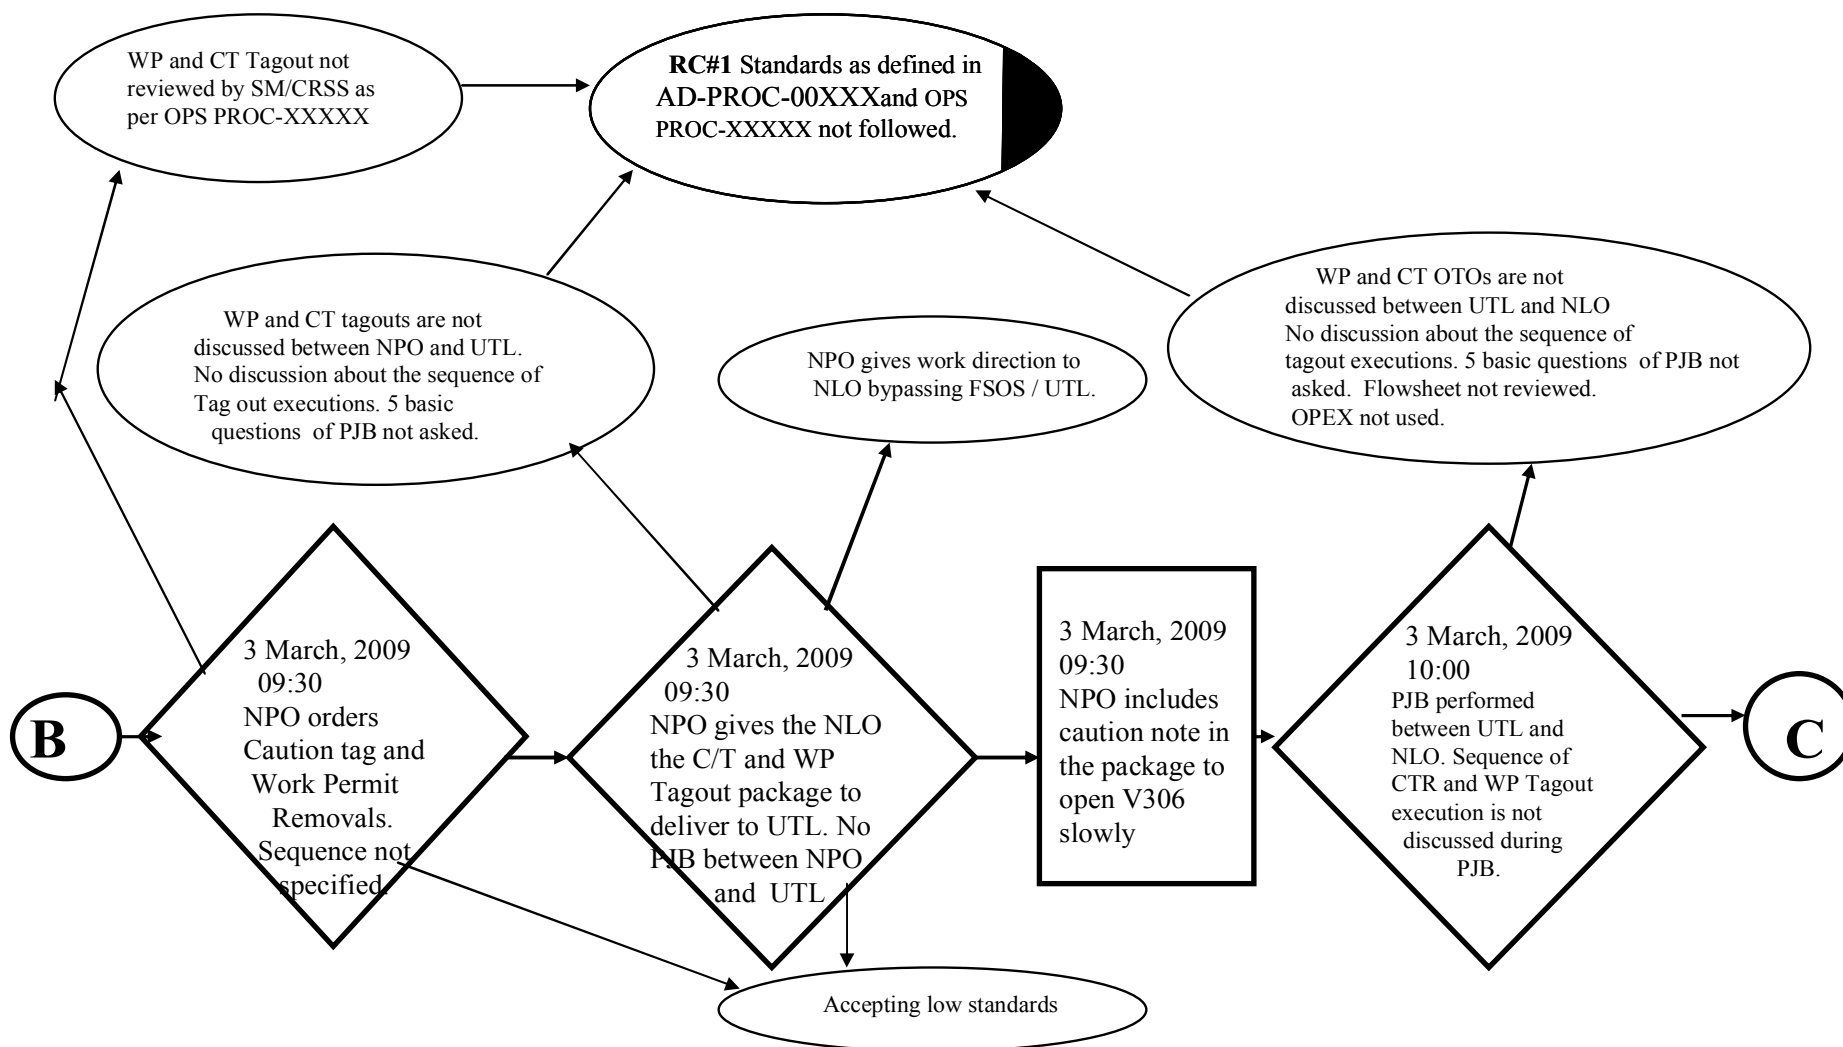 WP and CT Tagout not
reviewed by SM/CRSS as
per OPS PROC-XXXXX
RC#1 Standards as defined in
AD-PROC-00XXXand OPS
PROC-XXXXX not followed.
WP and CT tagouts are not
discussed between NPO and UTL.
No discussion about the sequence of
Tag out executions. 5 basic
questions of PJB not asked.
NPO gives work direction to
NLO bypassing FSOS / UTL.
WP and CT OTOs are not
discussed between UTL and NLO
No discussion about the sequence of
tagout executions. 5 basic questions of PJB not
asked. Flowsheet not reviewed.
OPEX not used.
B
3 March, 2009
09:30
NPO orders
Caution tag and
Work Permit
Removals.
Sequence not
specified.
3 March, 2009
09:30
NPO gives the NLO
the C/T and WP
Tagout package to
deliver to UTL. No
PJB between NPO
and UTL
3 March, 2009
09:30
NPO includes
caution note in
the package to
open V306
slowly
3 March, 2009
10:00
PJB performed
between UTL and
NLO. Sequence of
CTR and WP Tagout
execution is not
discussed during
PJB.
C
Accepting low standards